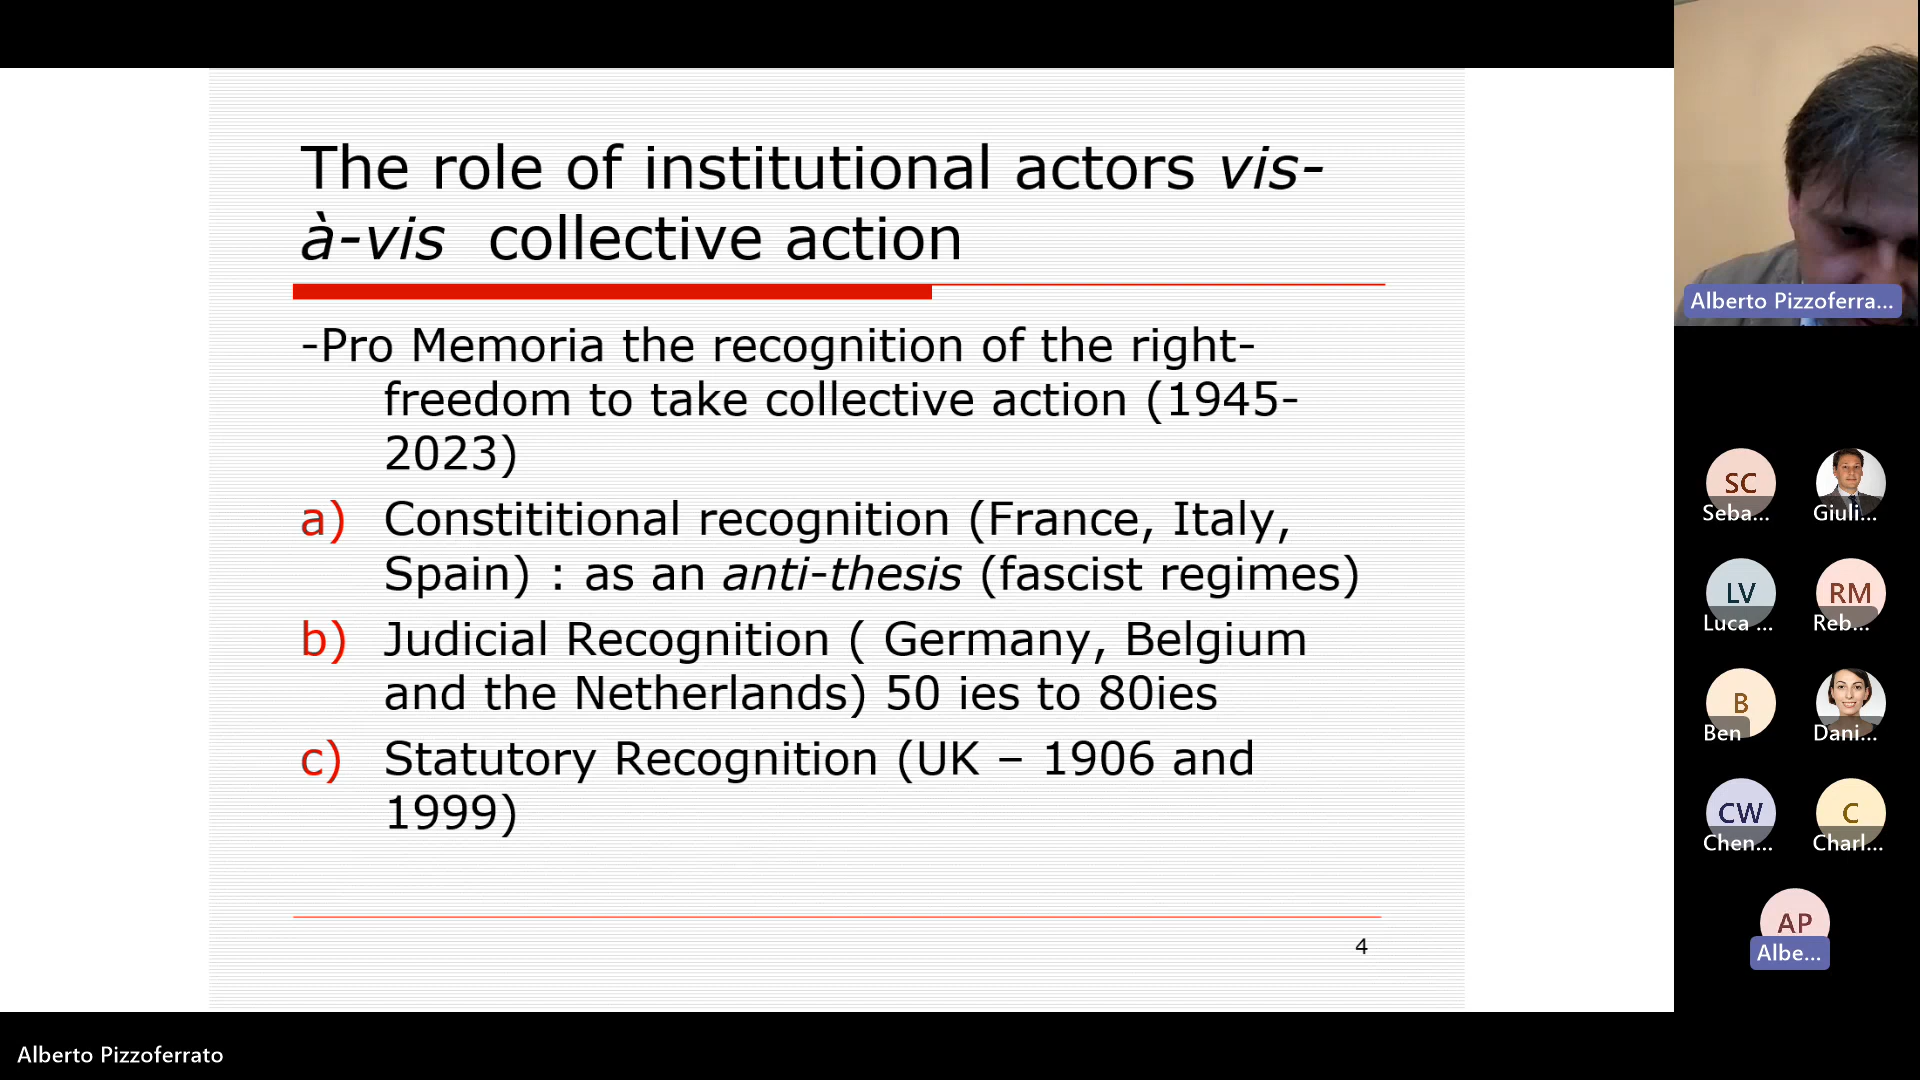 The role of institutional actors vis-
à-vis collective action
-Pro Memoria the recognition of the right-
freedom to take collective action (1945-
2023)
a) Constititional recognition (France, Italy,
Spain) : as an anti-thesis (fascist regimes)
b) Judicial Recognition ( Germany, Belgium
and the Netherlands) 50 ies to 80ies
c) Statutory Recognition (UK – 1906 and
1999)
4
Alberto Pizzoferra...
SC
Seba...
Giuli...
LV
Luca ...
RM
Reb...
B
Ben
Dani...
CW
Chen...
C
Charl...
AP
Albe...
Alberto Pizzoferrato